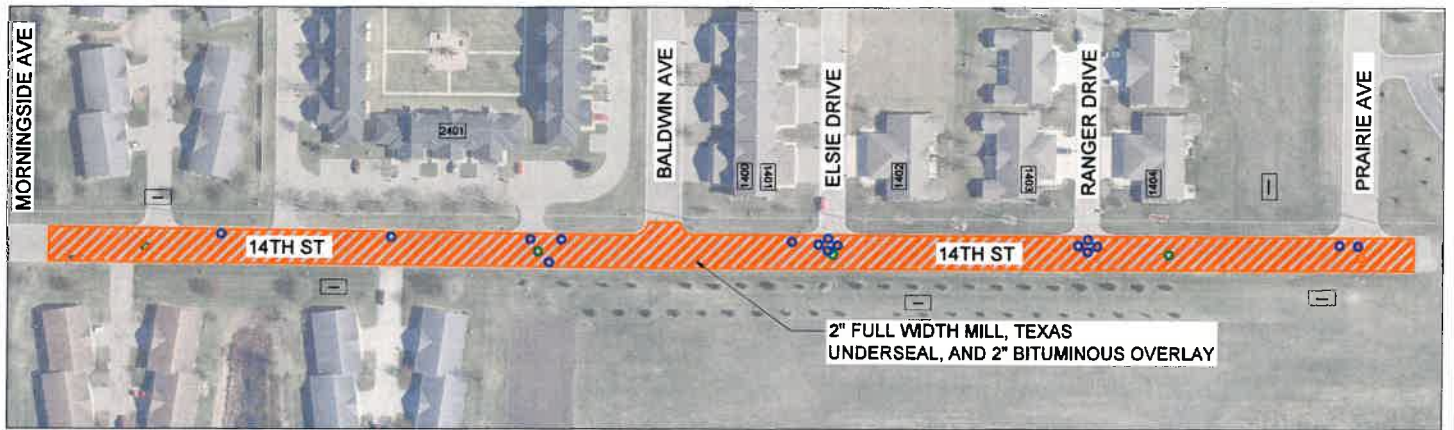 MORNINGSIDE AVE
2401
BALDWIN AVE
1400
1401
ELSIE DRIVE
1402
1403
RANGER DRIVE
1404
PRAIRIE AVE
14TH ST
14TH ST
2" FULL WIDTH MILL, TEXAS
UNDERSEAL, AND 2" BITUMINOUS OVERLAY